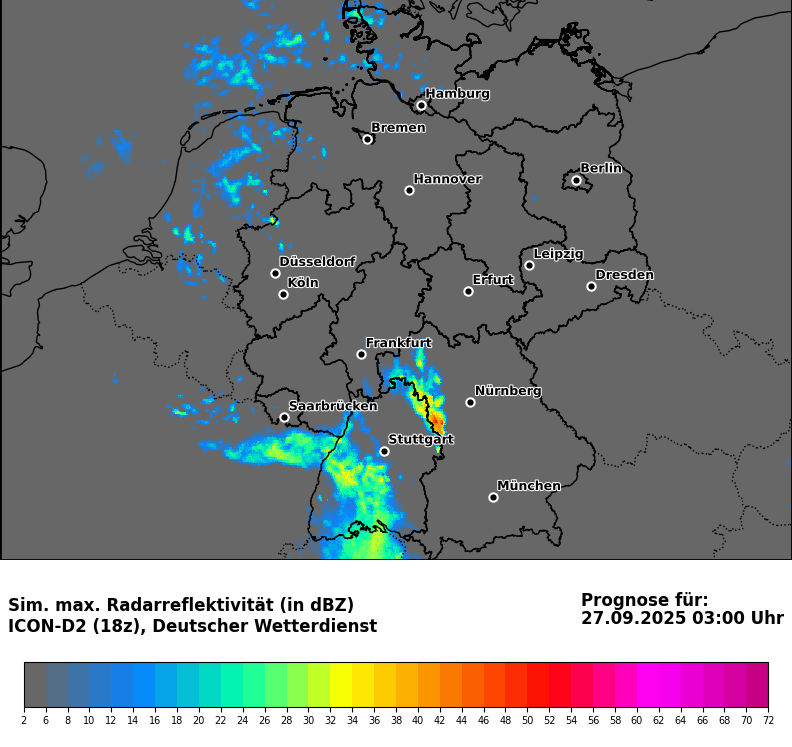 Hamburg
Bremen
Berlin
Hannover
Leipzig
Düsseldorf
Dresden
Erfurt
Köln
Frankfurt
Nürnberg
Saarbrücken
Stuttgart
München
Sim. max. Radarreflektivität (in dBZ)
ICON-D2 (18z), Deutscher Wetterdienst
Prognose für:
27.09.2025 03:00 Uhr
2 6 8 10 12 14 16 18 20 22 24 26 28 30 32 34 36 38 40 42 44 46 48 50 52 54 56 58 60 62 64 66 68 70 72